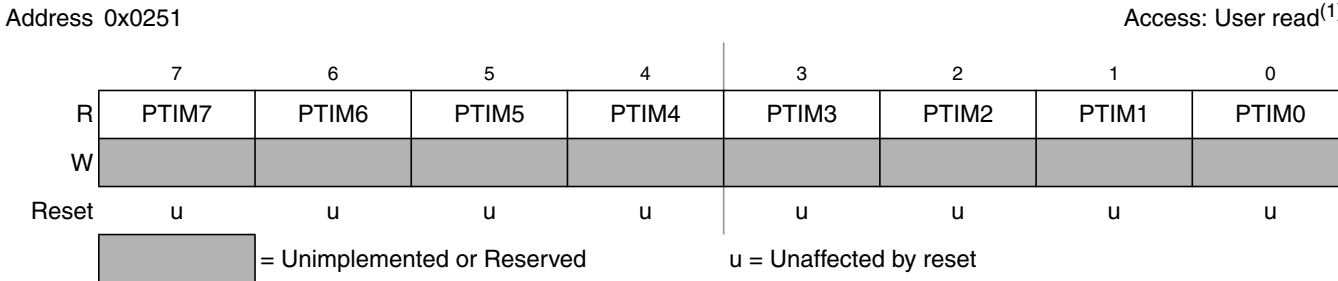 Address 0x0251 Access: User read(1)
7 6 5 4 3 2 1 0
R PTIM7 PTIM6 PTIM5 PTIM4 PTIM3 PTIM2 PTIM1 PTIM0
W
Reset u u u u u u u u
= Unimplemented or Reserved u = Unaffected by reset